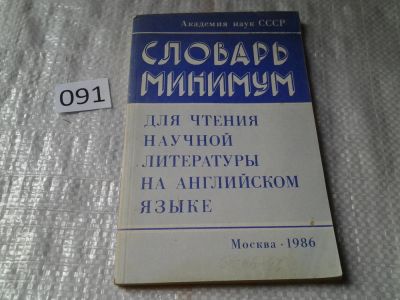 Академия наук СССР
СЛОВАРЬ
МИНИМУМ
ДЛЯ ЧТЕНИЯ
НАУЧНОЙ
ЛИТЕРАТУРЫ
НА АНГЛИЙСКОМ
ЯЗЫКЕ
Москва · 1986
091